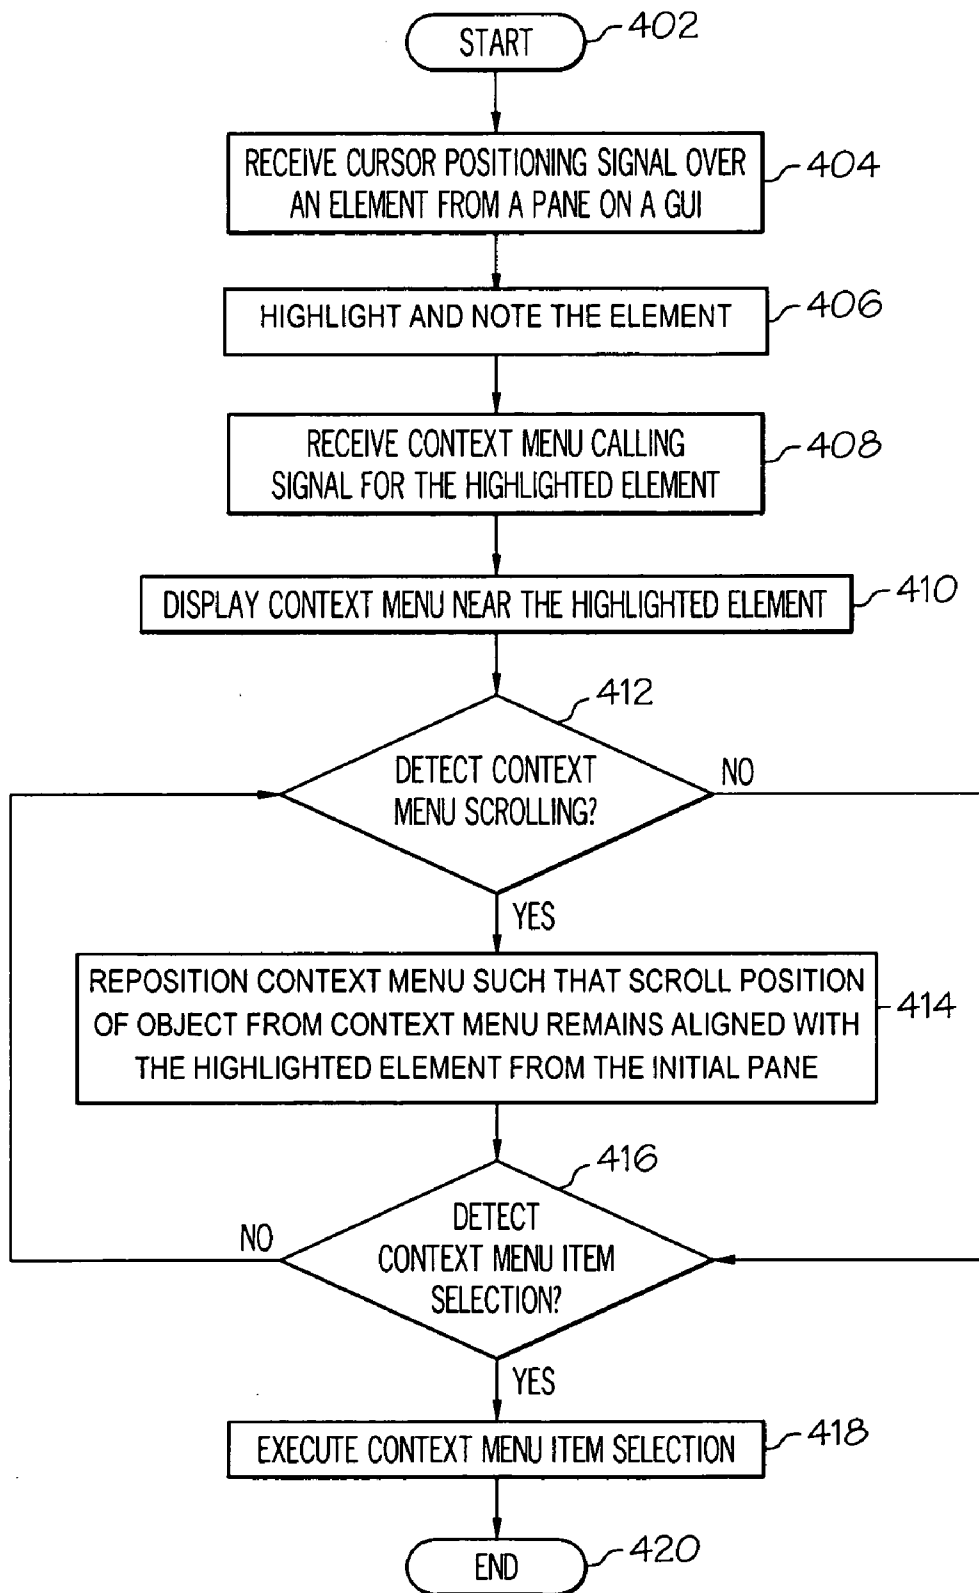 START
402
RECEIVE CURSOR POSITIONING SIGNAL OVER
AN ELEMENT FROM A PANE ON A GUI
404
HIGHLIGHT AND NOTE THE ELEMENT
406
RECEIVE CONTEXT MENU CALLING
SIGNAL FOR THE HIGHLIGHTED ELEMENT
408
DISPLAY CONTEXT MENU NEAR THE HIGHLIGHTED ELEMENT
410
412
DETECT CONTEXT
MENU SCROLLING?
NO
YES
REPOSITION CONTEXT MENU SUCH THAT SCROLL POSITION
OF OBJECT FROM CONTEXT MENU REMAINS ALIGNED WITH
THE HIGHLIGHTED ELEMENT FROM THE INITIAL PANE
414
416
DETECT
CONTEXT MENU ITEM
SELECTION?
NO
YES
EXECUTE CONTEXT MENU ITEM SELECTION
418
END
420